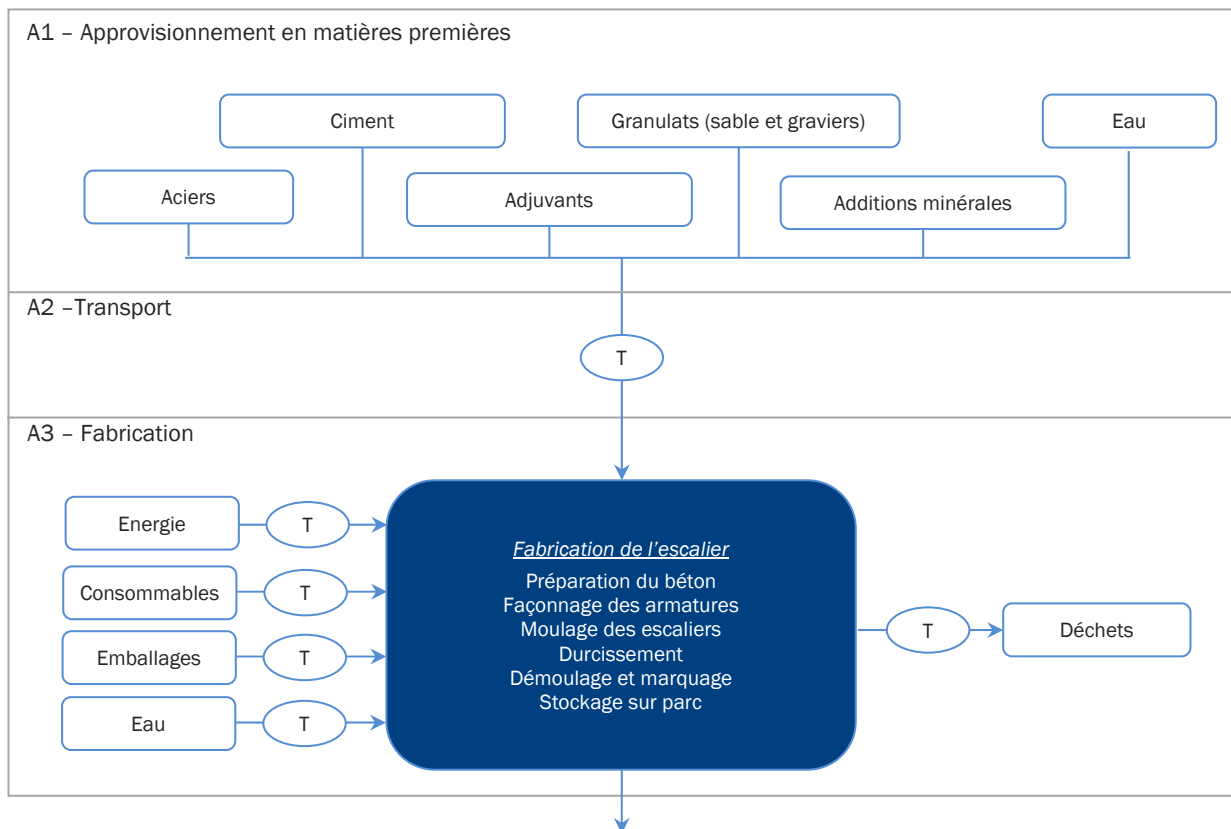 A1 – Approvisionnement en matières premières
Ciment
Granulats (sable et graviers)
Eau
Aciers
Adjuvants
Additions minérales
A2 –Transport
T
A3 – Fabrication
Energie
T
Consommables
T
Emballages
T
Eau
T
Fabrication de l’escalier
Préparation du béton
Façonnage des armatures
Moulage des escaliers
Durcissement
Démoulage et marquage
Stockage sur parc
T
Déchets